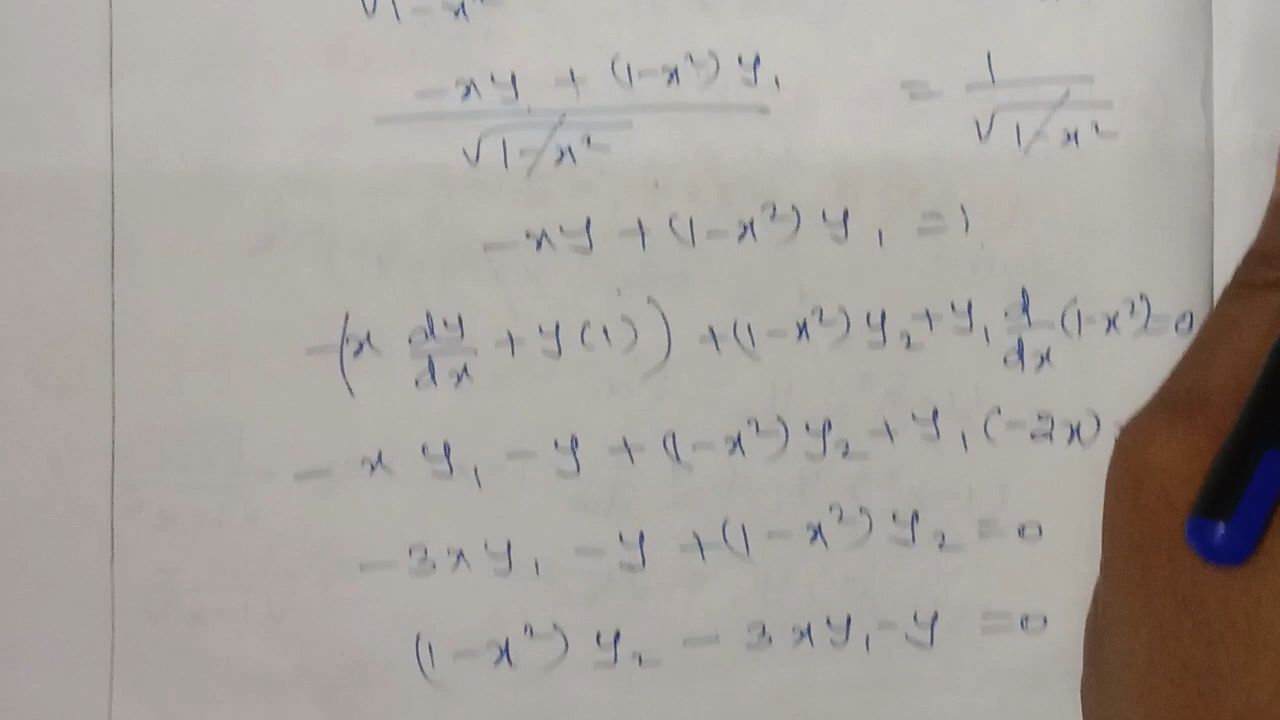 √1-x²
(-xy + (1-x²) y₁) / √1-x² = 1 / √1-x²
-xy + (1-x²) y₁ = 1
-(x dy/dx + y(1)) + (1-x²) y₂ + y₁ d/dx (1-x²) = 0
-x y₁ - y + (1-x²) y₂ + y₁ (-2x)
-3xy₁ - y + (1-x²) y₂ = 0
(1-x²) y₂ - 3xy₁ - y = 0